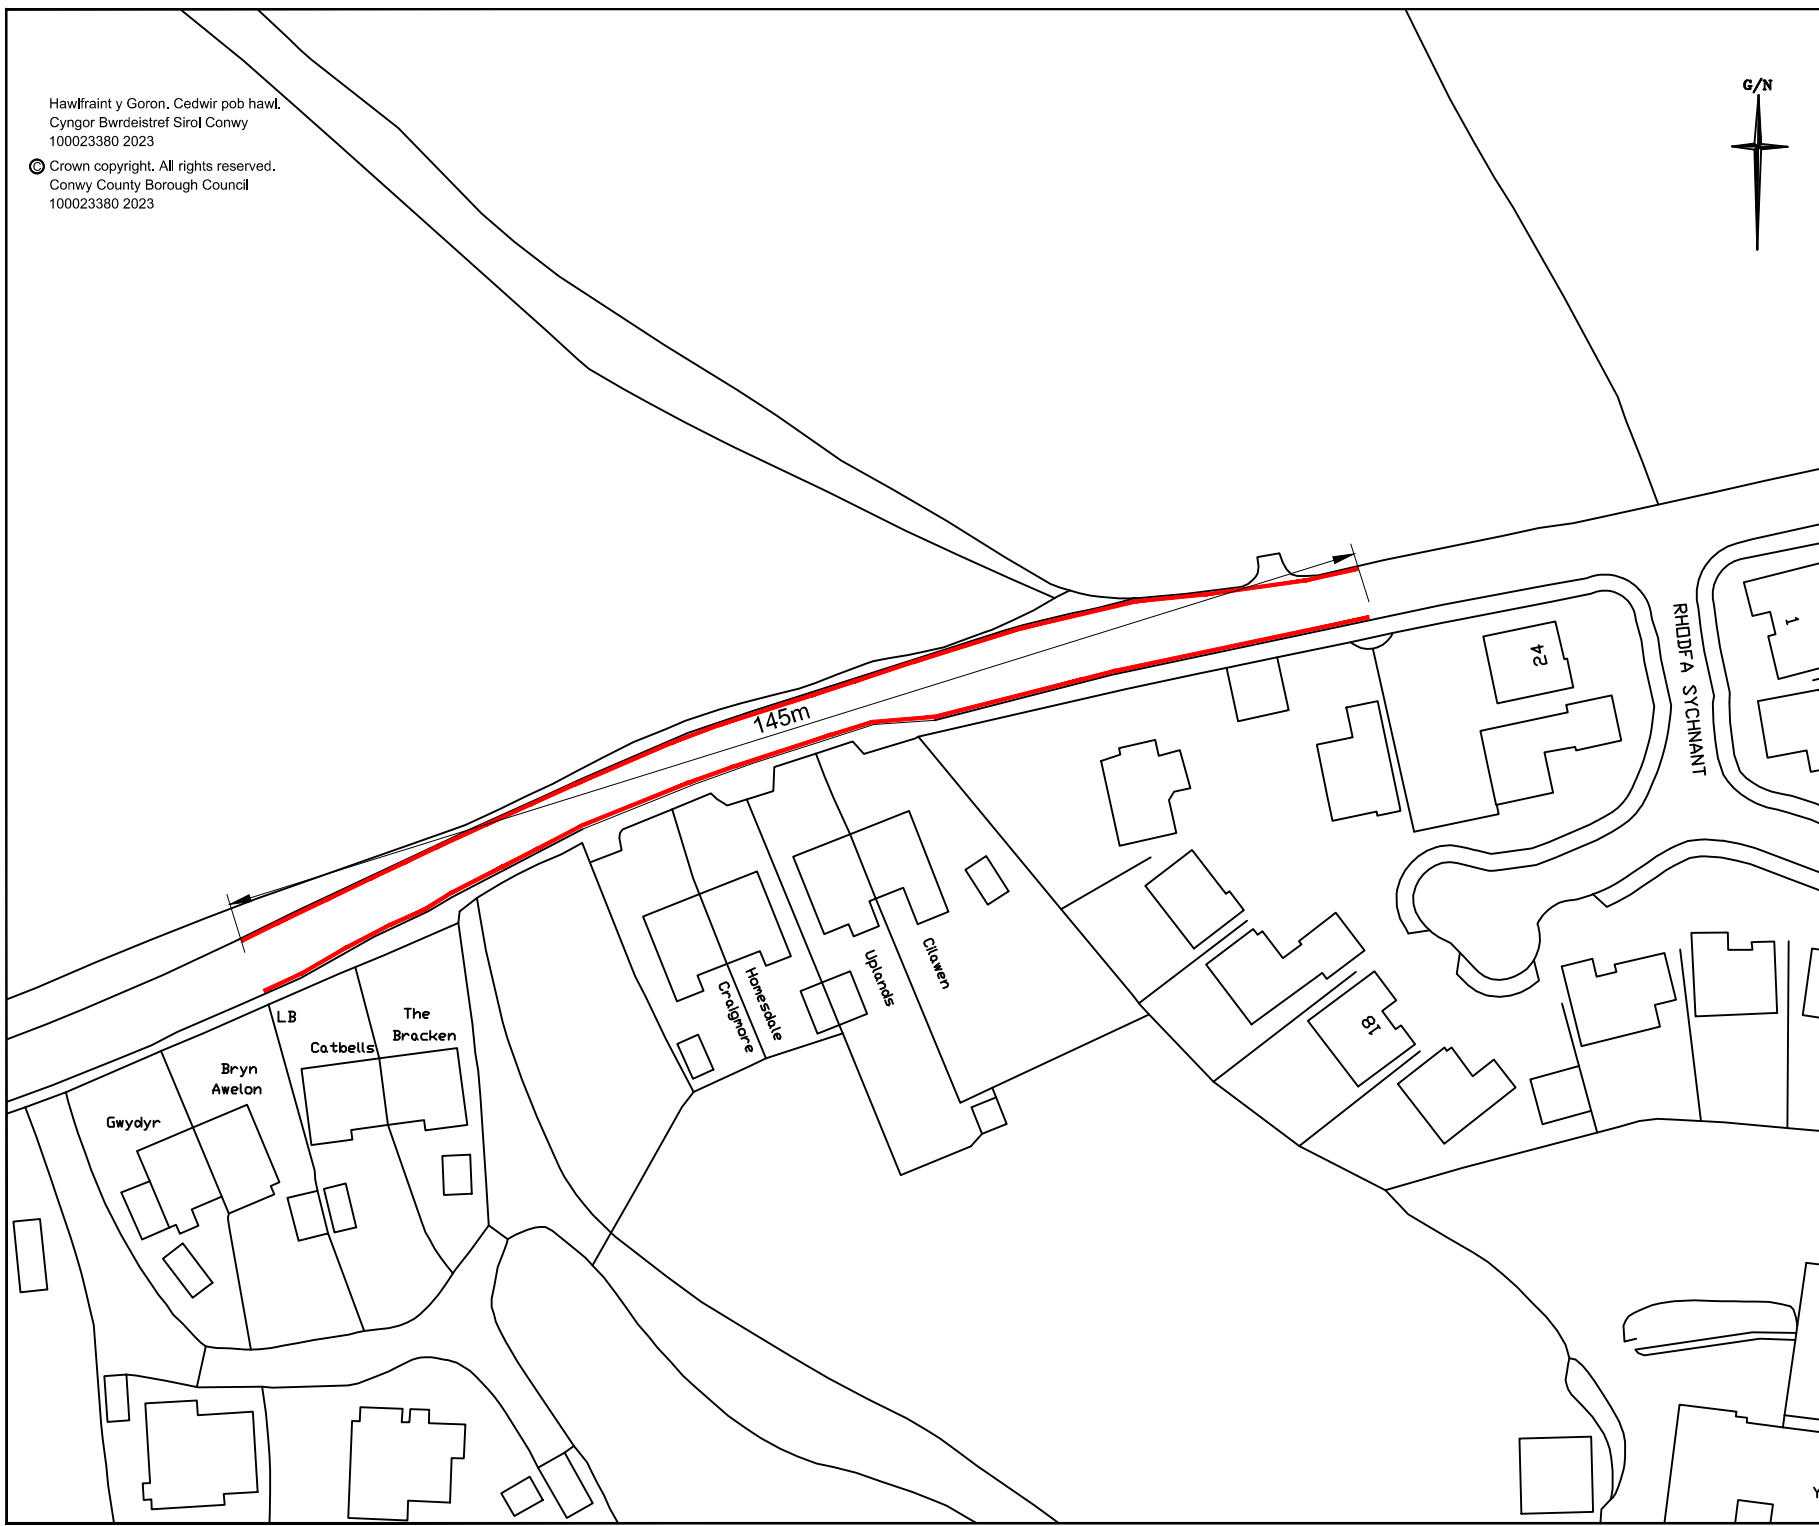 Hawlfraint y Goron. Cedwir pob hawl.
Cyngor Bwrdeistref Sirol Conwy
100023380 2023
© Crown copyright. All rights reserved.
Conwy County Borough Council
100023380 2023
G/N
145m
RHODFA SYCHNANT
1
24
18
Cilawen
Uplands
Homesdale
Craigmore
The
Bracken
LB
Catbells
Bryn
Awelon
Gwydyr
Y